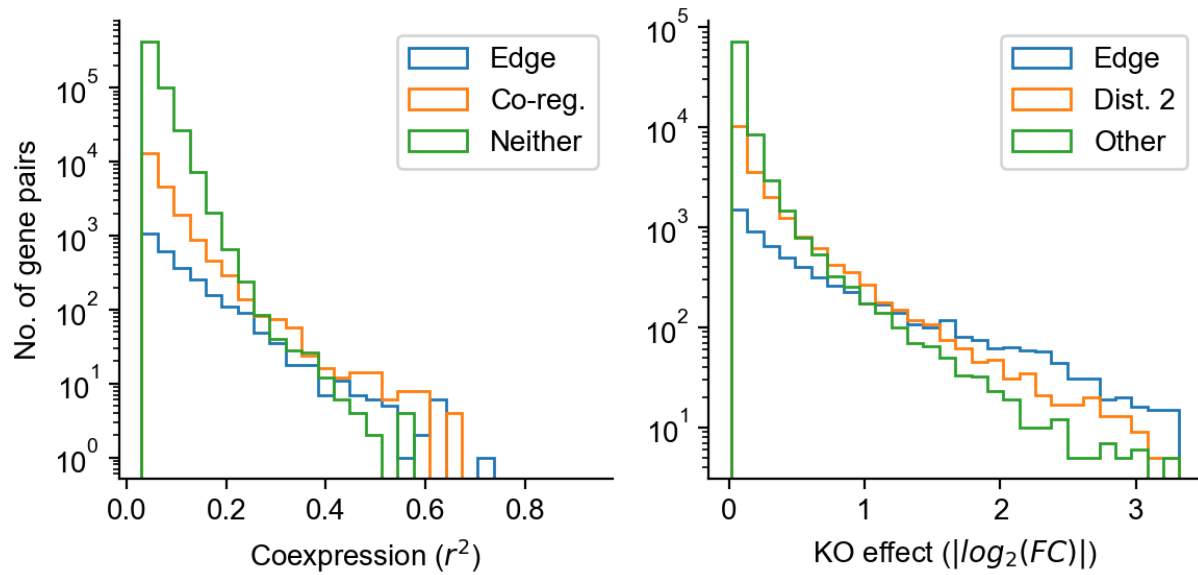 No. of gene pairs
10^5
10^4
10^3
10^2
10^1
10^0
0.0 0.2 0.4 0.6 0.8
Coexpression (r^2)
Edge
Co-reg.
Neither
10^5
10^4
10^3
10^2
10^1
0 1 2 3
KO effect (|log_2(FC)|)
Edge
Dist. 2
Other